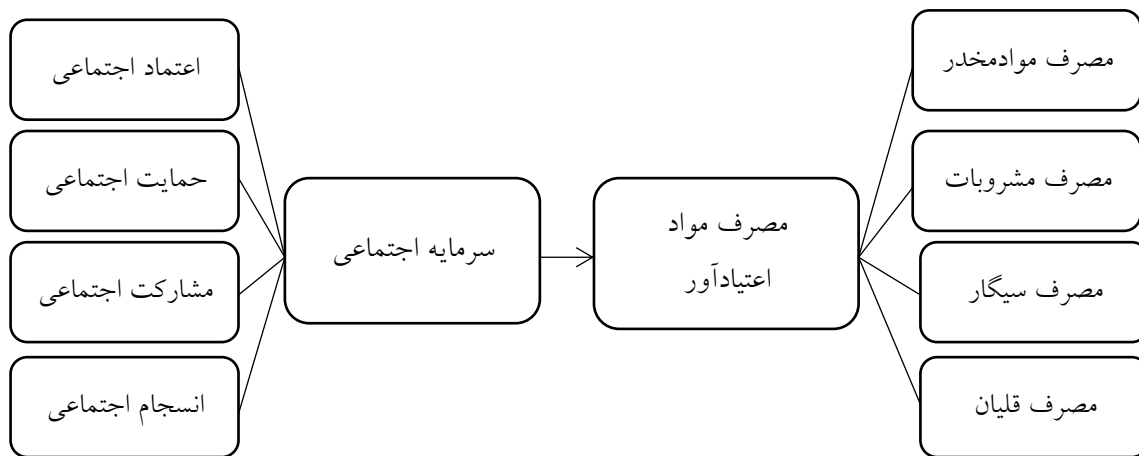 اعتماد اجتماعی
حمایت اجتماعی
مشارکت اجتماعی
انسجام اجتماعی
سرمایه اجتماعی
مصرف مواد
اعتیادآور
مصرف موادمخدر
مصرف مشروبات
مصرف سیگار
مصرف قلیان